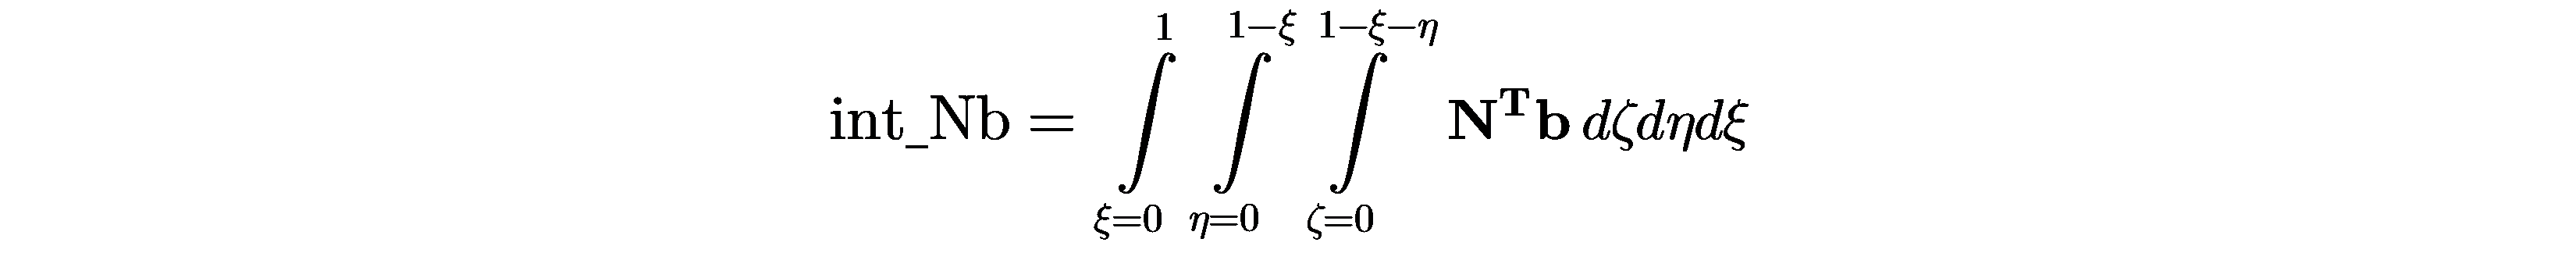 int_Nb = ∫_{ξ=0}^{1} ∫_{η=0}^{1−ξ} ∫_{ζ=0}^{1−ξ−η} N^T b dζdηdξ